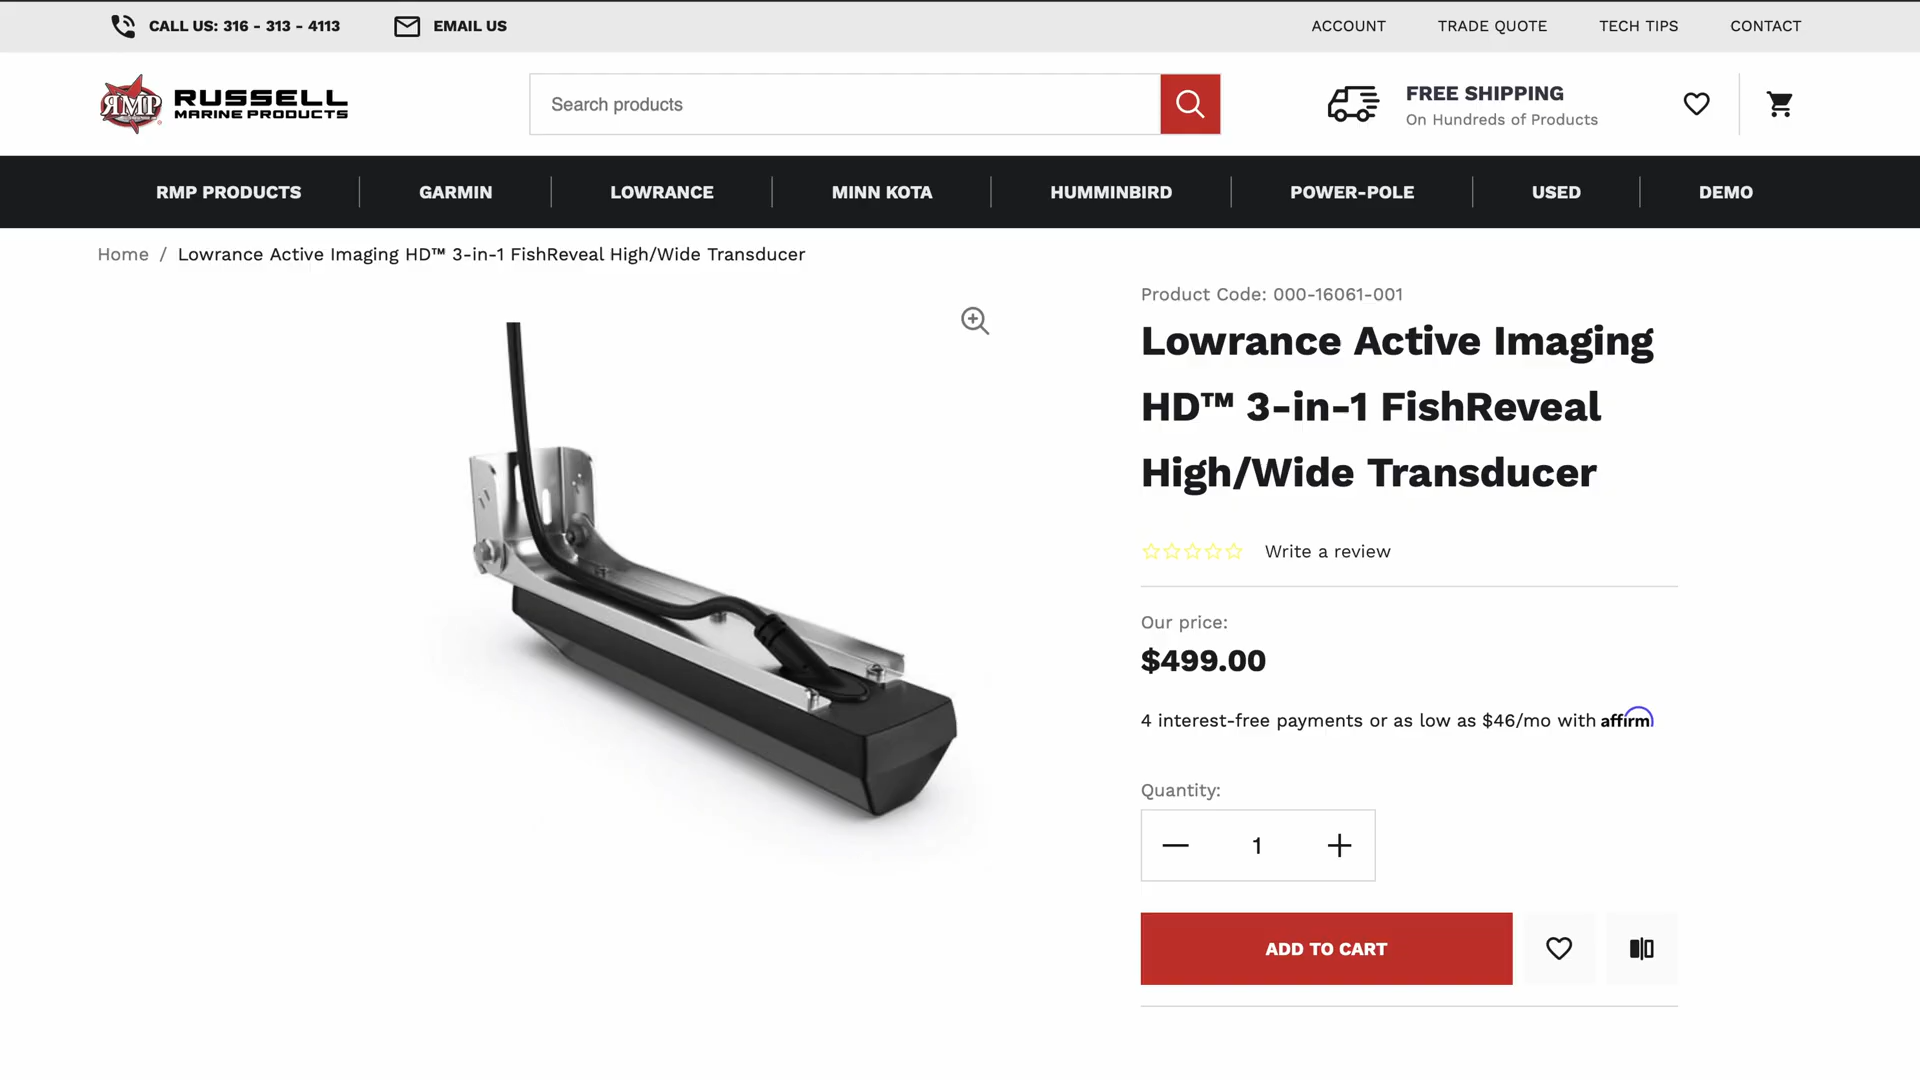 CALL US: 316 - 313 - 4113
EMAIL US
ACCOUNT
TRADE QUOTE
TECH TIPS
CONTACT
RMP
RUSSELL
MARINE PRODUCTS
Search products
FREE SHIPPING
On Hundreds of Products
RMP PRODUCTS
GARMIN
LOWRANCE
MINN KOTA
HUMMINBIRD
POWER-POLE
USED
DEMO
Home / Lowrance Active Imaging HD™ 3-in-1 FishReveal High/Wide Transducer
Product Code: 000-16061-001
Lowrance Active Imaging
HD™ 3-in-1 FishReveal
High/Wide Transducer
Write a review
Our price:
$499.00
4 interest-free payments or as low as $46/mo with affirm
Quantity:
1
ADD TO CART